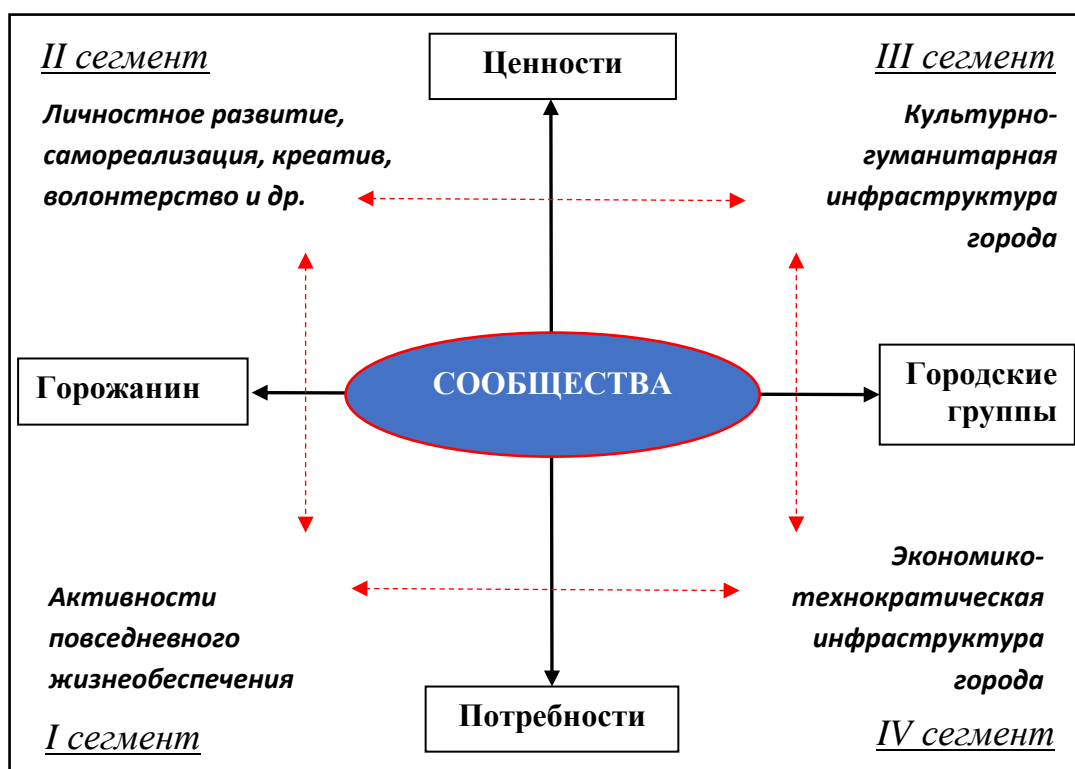 II сегмент
Ценности
III сегмент
Личностное развитие,
самореализация, креатив,
волонтерство и др.
Культурно-
гуманитарная
инфраструктура
города
Горожанин
СООБЩЕСТВА
Городские
группы
Активности
повседневного
жизнеобеспечения
Экономико-
технократическая
инфраструктура
города
I сегмент
Потребности
IV сегмент